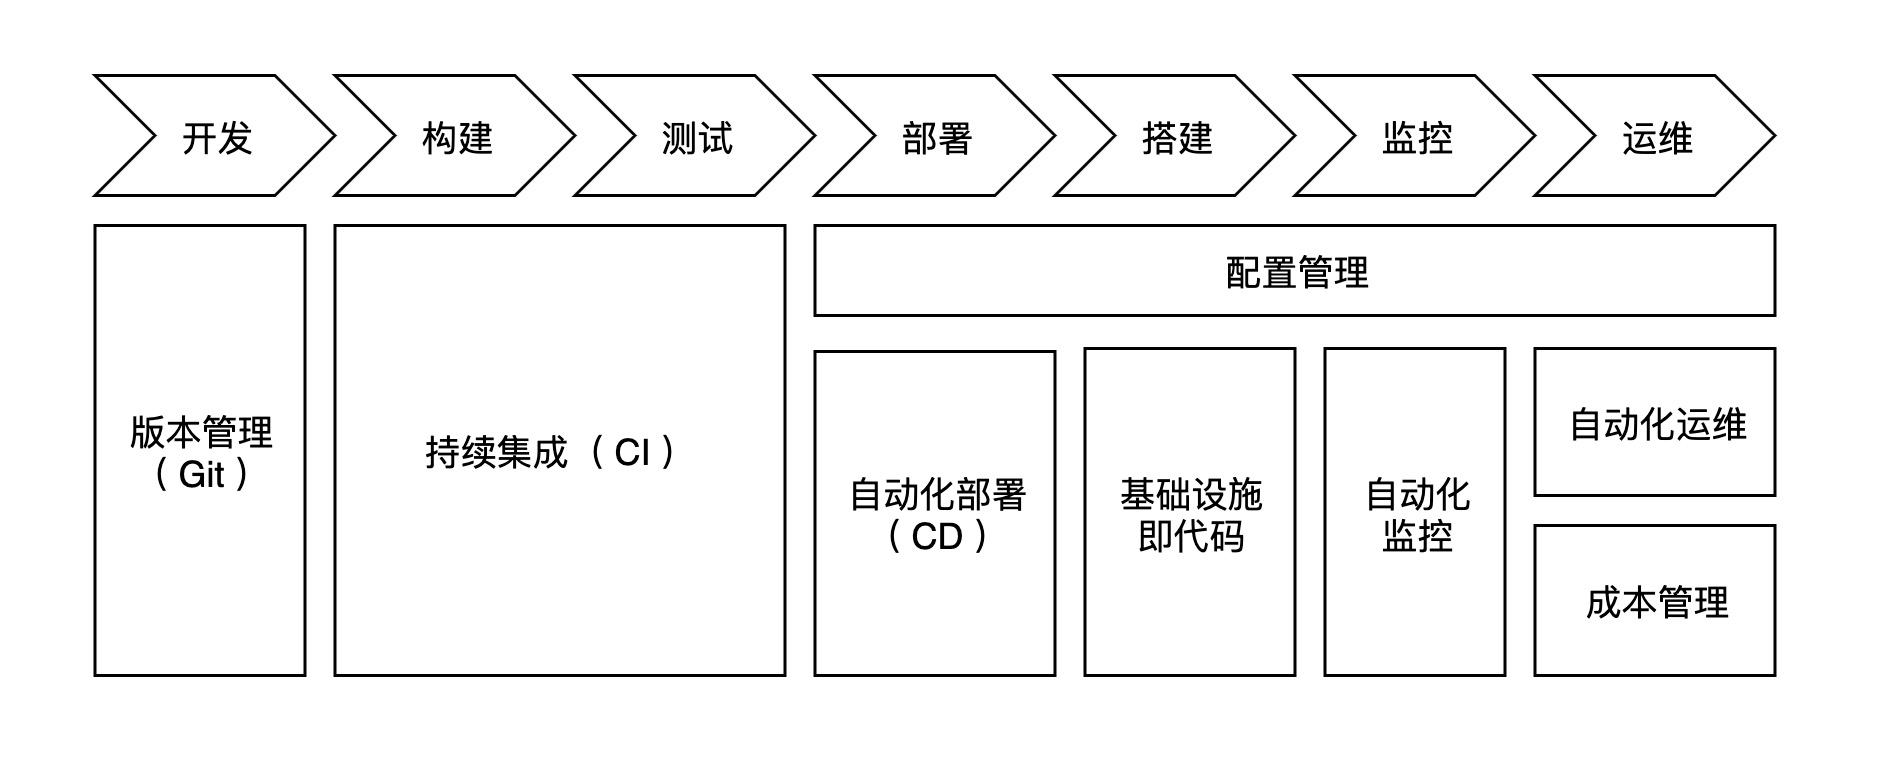 开发
构建
测试
部署
搭建
监控
运维
版本管理
（Git）
持续集成（CI）
配置管理
自动化部署
（CD）
基础设施
即代码
自动化
监控
自动化运维
成本管理